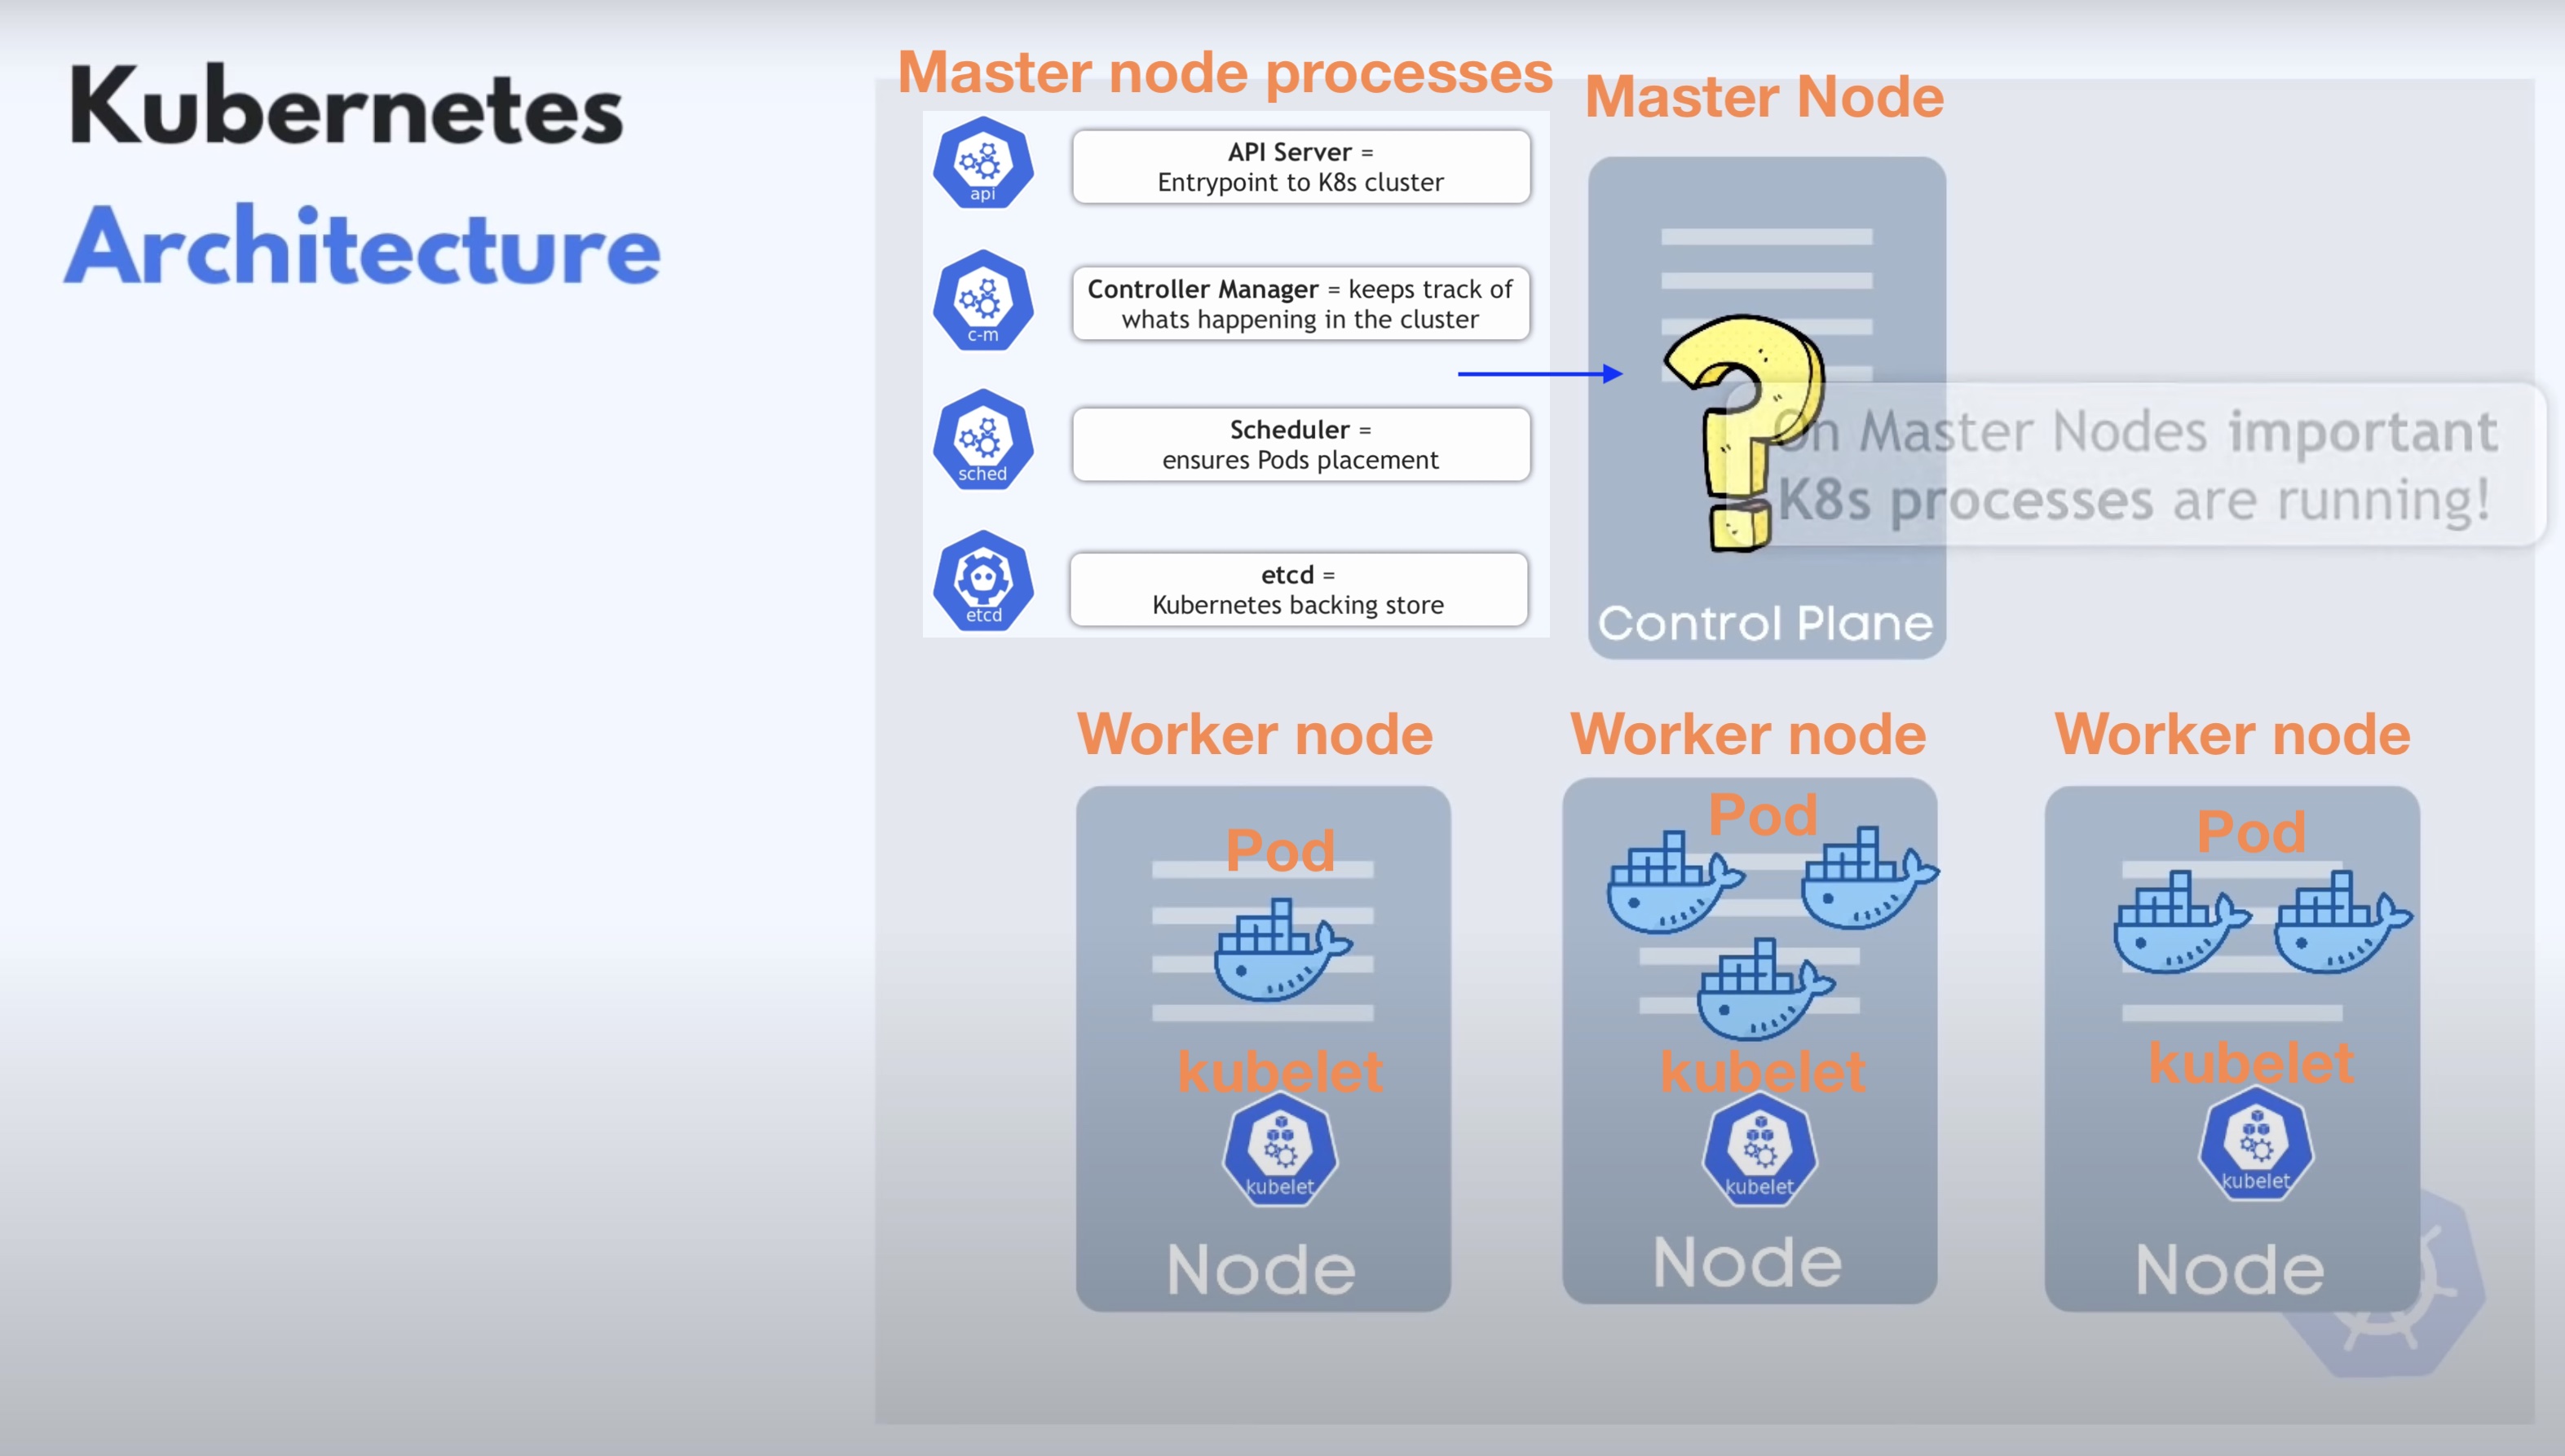 Kubernetes
Architecture
Master node processes
api
API Server =
Entrypoint to K8s cluster
c-m
Controller Manager = keeps track of
whats happening in the cluster
sched
Scheduler =
ensures Pods placement
etcd
etcd =
Kubernetes backing store
Master Node
On Master Nodes important
K8s processes are running!
Control Plane
Worker node
Pod
kubelet
kubelet
Node
Worker node
Pod
kubelet
kubelet
Node
Worker node
Pod
kubelet
kubelet
Node